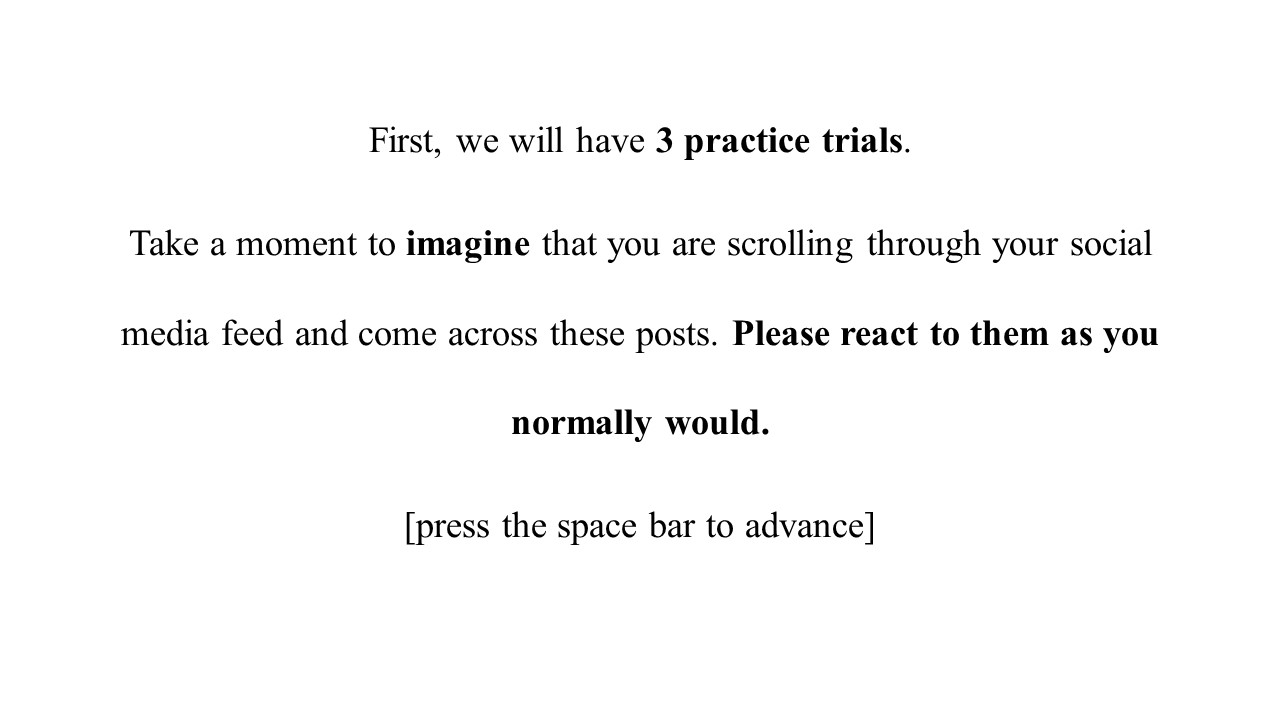 First, we will have 3 practice trials.
Take a moment to imagine that you are scrolling through your social
media feed and come across these posts. Please react to them as you
normally would.
[press the space bar to advance]